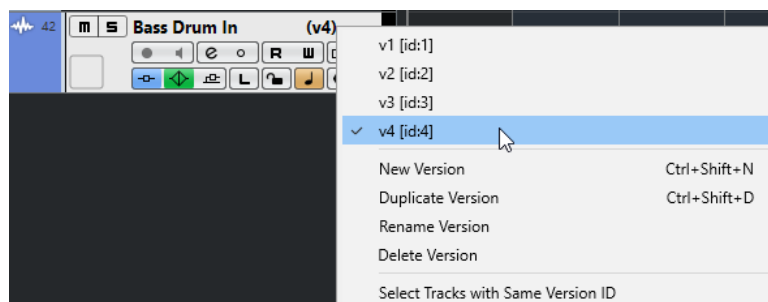 42 m S Bass Drum In (v4)
e R W
L
v1 [id:1]
v2 [id:2]
v3 [id:3]
v4 [id:4]
New Version Ctrl+Shift+N
Duplicate Version Ctrl+Shift+D
Rename Version
Delete Version
Select Tracks with Same Version ID